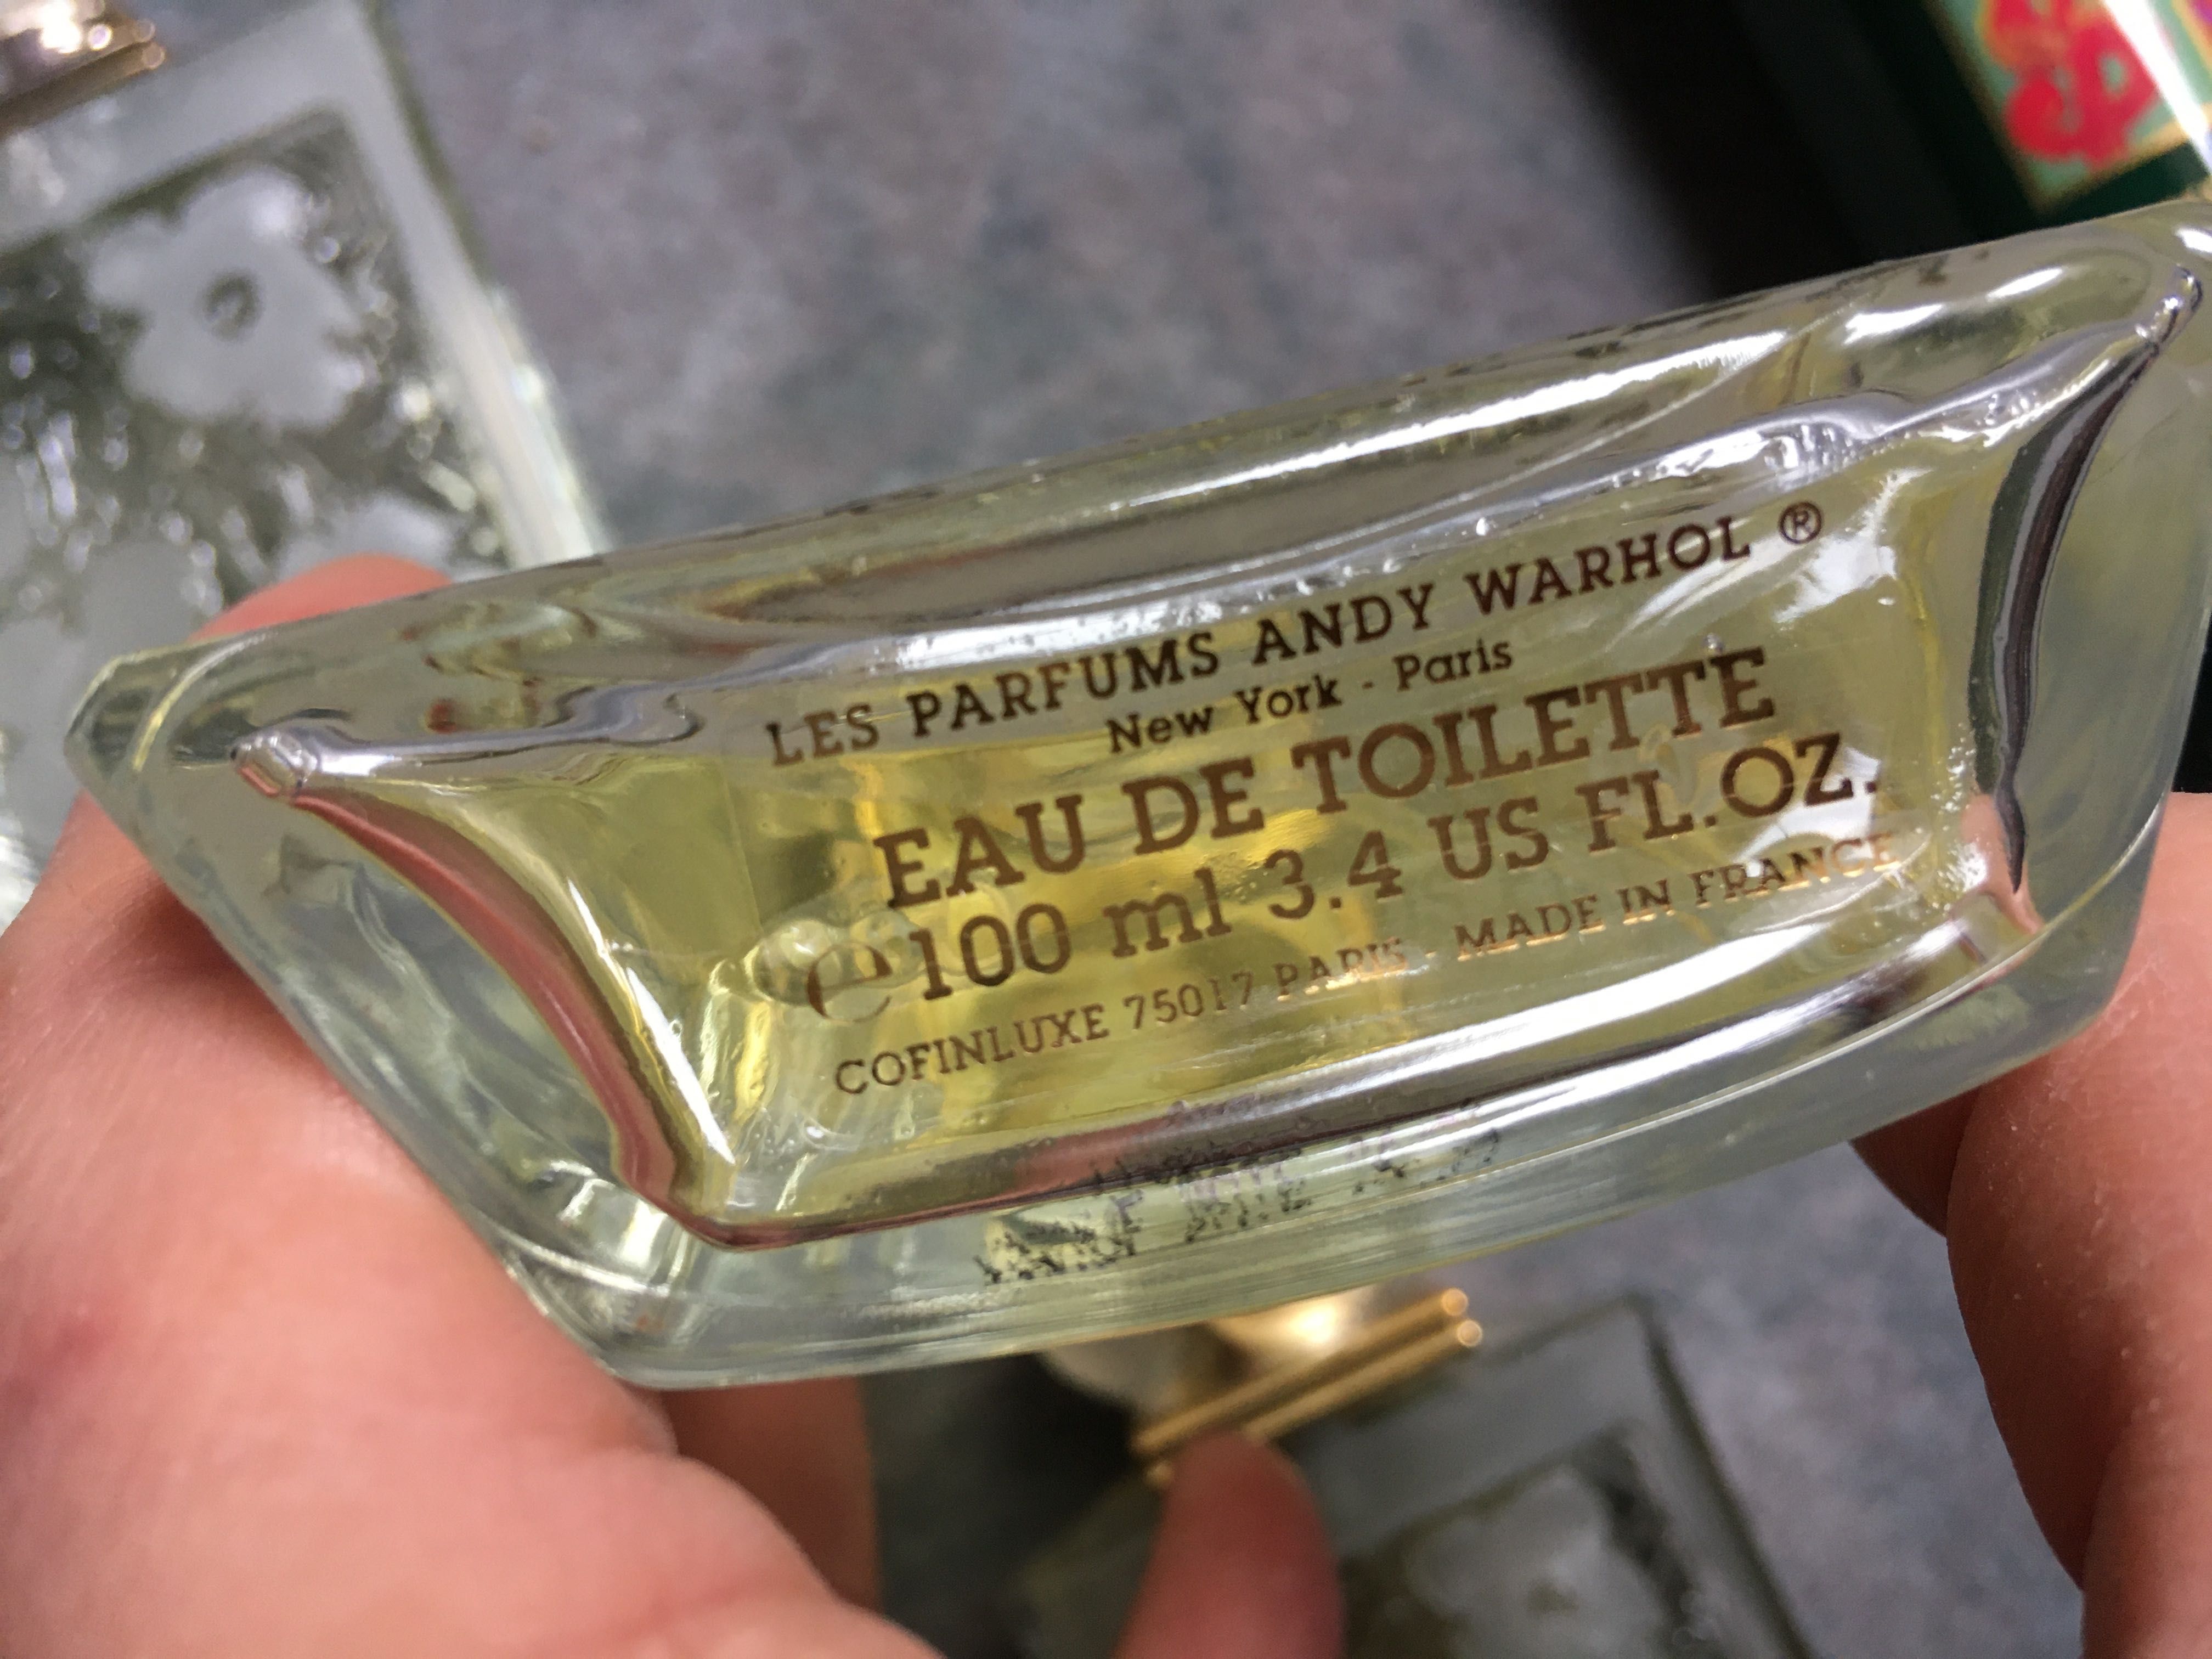 LES PARFUMS ANDY WARHOL ®
New York - Paris
EAU DE TOILETTE
e 100 ml 3.4 US FL.OZ.
COFINLUXE 75017 PARIS - MADE IN FRANCE